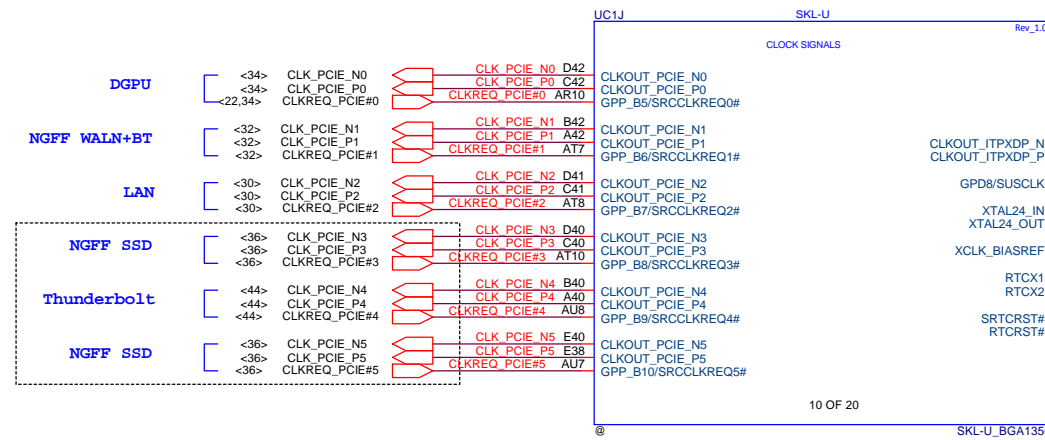 UC1J SKL-U
Rev_1.0
CLOCK SIGNALS
DGPU
<34> CLK_PCIE_N0 CLK_PCIE_N0 D42 CLKOUT_PCIE_N0
<34> CLK_PCIE_P0 CLK_PCIE_P0 C42 CLKOUT_PCIE_P0
<22,34> CLKREQ_PCIE#0 CLKREQ_PCIE#0 AR10 GPP_B5/SRCCLKREQ0#
NGFF WALN+BT
<32> CLK_PCIE_N1 CLK_PCIE_N1 B42 CLKOUT_PCIE_N1
<32> CLK_PCIE_P1 CLK_PCIE_P1 A42 CLKOUT_PCIE_P1 CLKOUT_ITPXDP_N
<32> CLKREQ_PCIE#1 CLKREQ_PCIE#1 AT7 GPP_B6/SRCCLKREQ1# CLKOUT_ITPXDP_P
LAN
<30> CLK_PCIE_N2 CLK_PCIE_N2 D41 CLKOUT_PCIE_N2 GPD8/SUSCLK
<30> CLK_PCIE_P2 CLK_PCIE_P2 C41 CLKOUT_PCIE_P2
<30> CLKREQ_PCIE#2 CLKREQ_PCIE#2 AT8 GPP_B7/SRCCLKREQ2# XTAL24_IN
XTAL24_OUT
NGFF SSD
<36> CLK_PCIE_N3 CLK_PCIE_N3 D40 CLKOUT_PCIE_N3
<36> CLK_PCIE_P3 CLK_PCIE_P3 C40 CLKOUT_PCIE_P3 XCLK_BIASREF
<36> CLKREQ_PCIE#3 CLKREQ_PCIE#3 AT10 GPP_B8/SRCCLKREQ3#
RTCX1
Thunderbolt
<44> CLK_PCIE_N4 CLK_PCIE_N4 B40 CLKOUT_PCIE_N4 RTCX2
<44> CLK_PCIE_P4 CLK_PCIE_P4 A40 CLKOUT_PCIE_P4
<44> CLKREQ_PCIE#4 CLKREQ_PCIE#4 AU8 GPP_B9/SRCCLKREQ4# SRTCRST#
RTCRST#
NGFF SSD
<36> CLK_PCIE_N5 CLK_PCIE_N5 E40 CLKOUT_PCIE_N5
<36> CLK_PCIE_P5 CLK_PCIE_P5 E38 CLKOUT_PCIE_P5
<36> CLKREQ_PCIE#5 CLKREQ_PCIE#5 AU7 GPP_B10/SRCCLKREQ5#
10 OF 20
@ SKL-U_BGA135